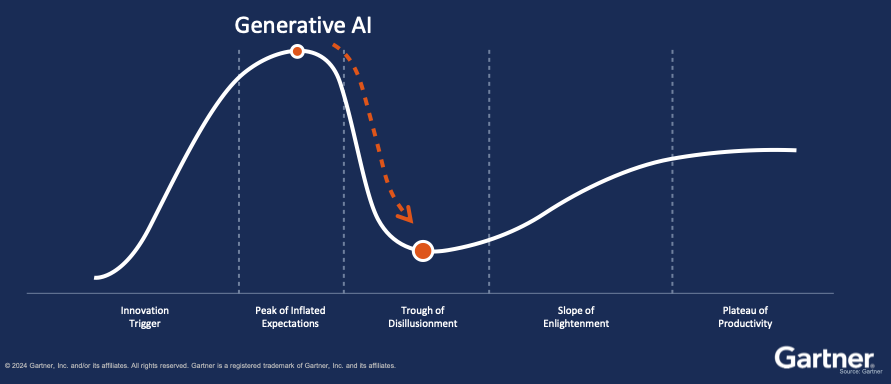 Generative AI
Innovation
Trigger
Peak of Inflated
Expectations
Trough of
Disillusionment
Slope of
Enlightenment
Plateau of
Productivity
© 2024 Gartner, Inc. and/or its affiliates. All rights reserved. Gartner is a registered trademark of Gartner, Inc. and its affiliates.
Gartner®
Source: Gartner